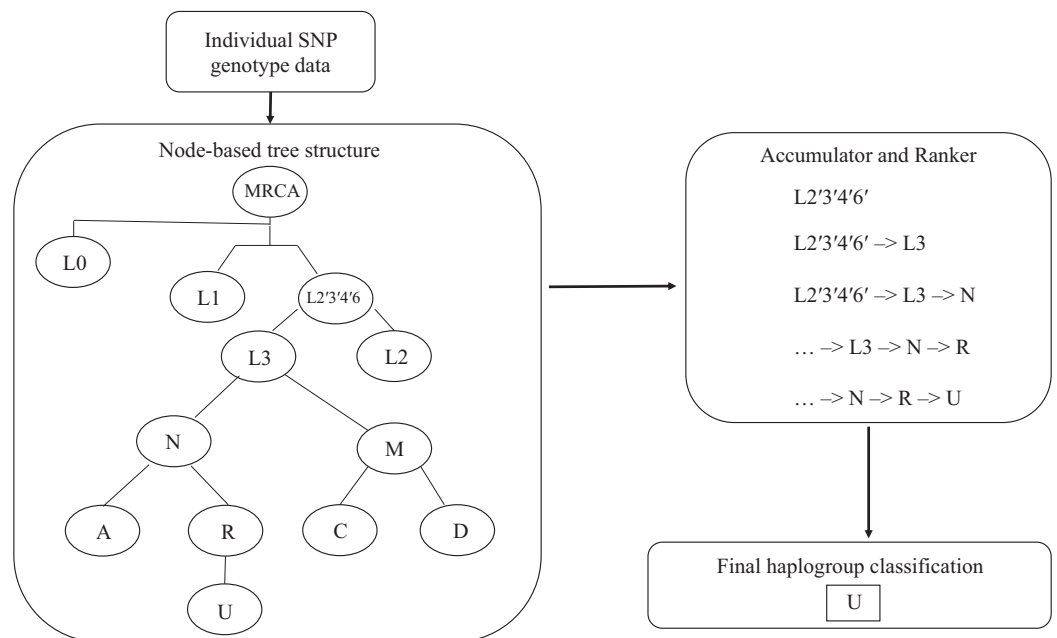 Individual SNP
genotype data
Node-based tree structure
MRCA
L0
L1
L2′3′4′6
L3
L2
N
M
A
R
C
D
U
Accumulator and Ranker
L2′3′4′6′
L2′3′4′6′ –> L3
L2′3′4′6′ –> L3 –> N
… –> L3 –> N –> R
… –> N –> R –> U
Final haplogroup classification
U